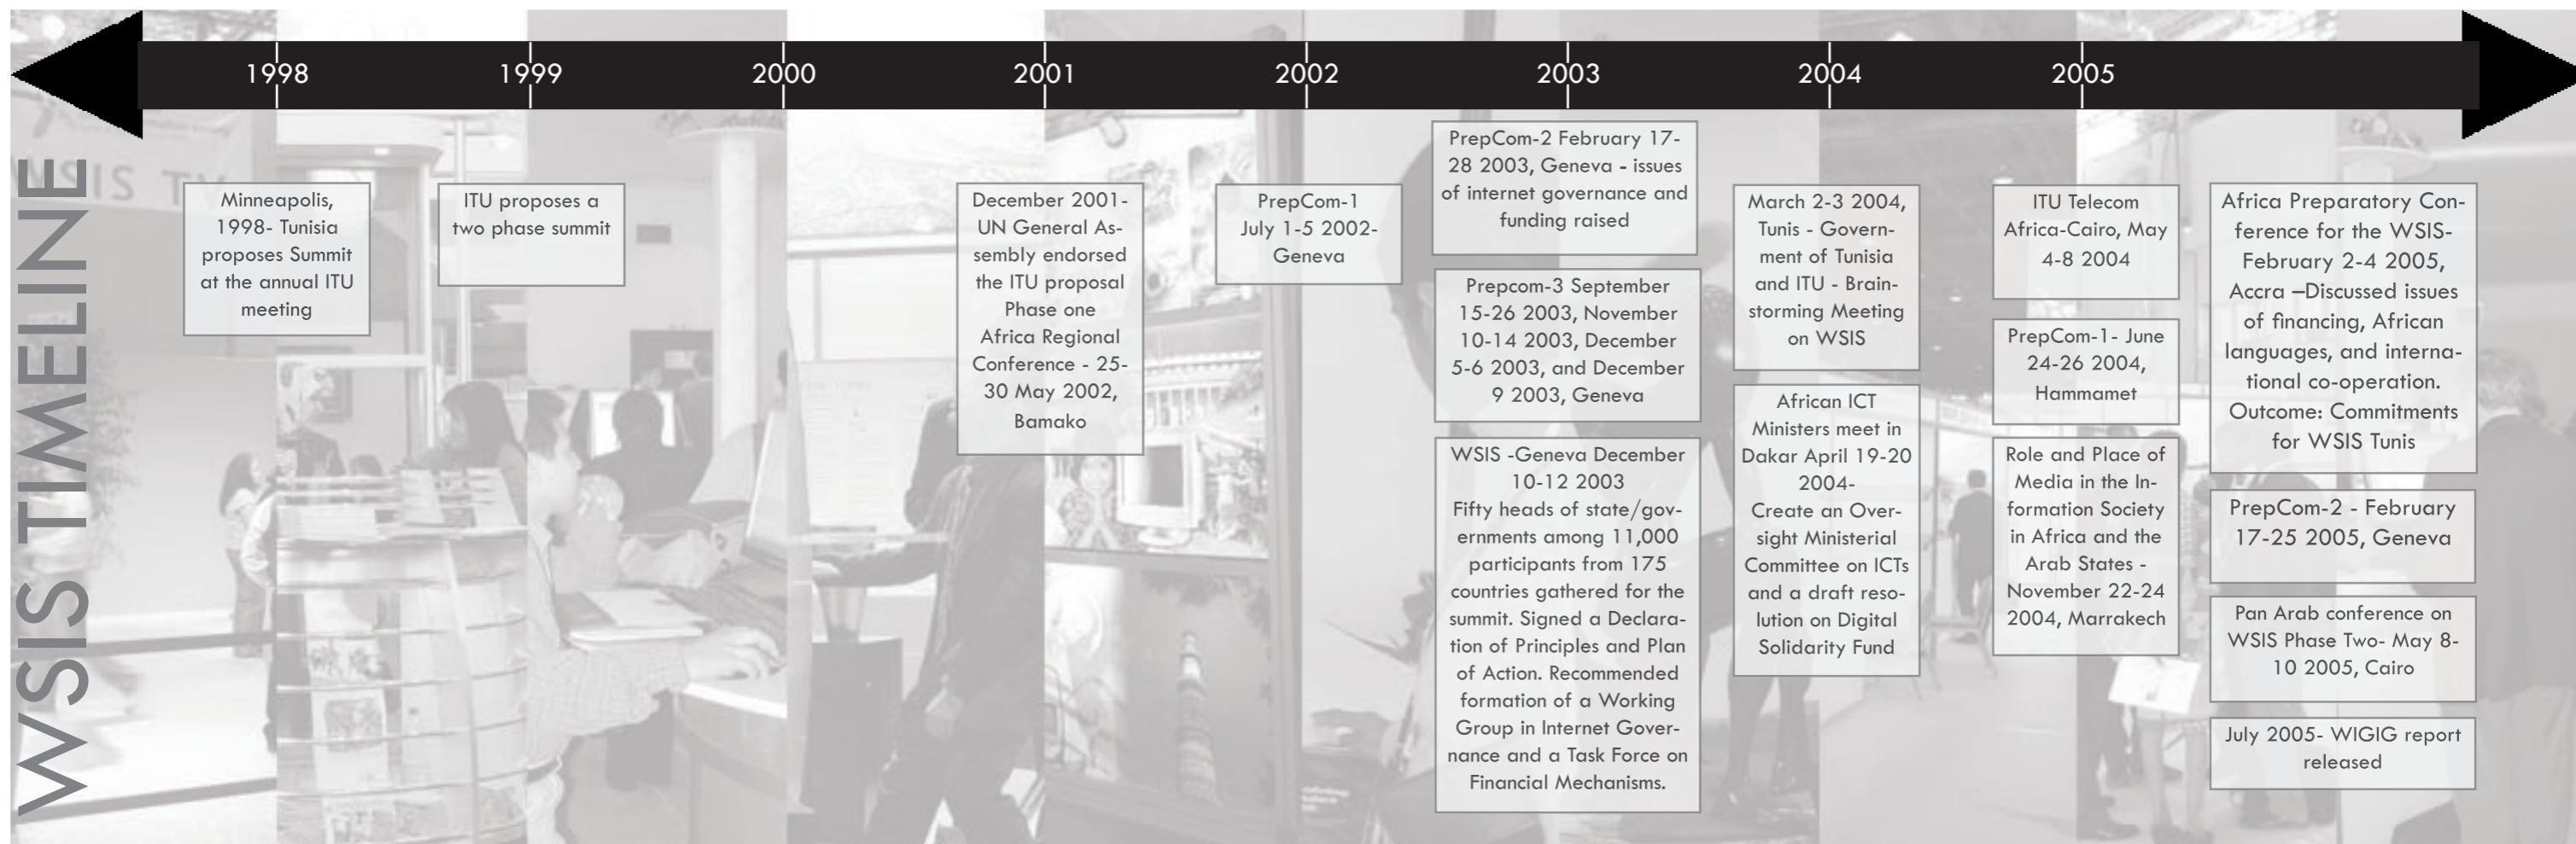 WSIS TIMELINE
1998
1999
2000
2001
2002
2003
2004
2005
Minneapolis,
1998- Tunisia
proposes Summit
at the annual ITU
meeting
ITU proposes a
two phase summit
December 2001-
UN General As-
sembly endorsed
the ITU proposal
Phase one
Africa Regional
Conference - 25-
30 May 2002,
Bamako
PrepCom-1
July 1-5 2002-
Geneva
PrepCom-2 February 17-
28 2003, Geneva - issues
of internet governance and
funding raised
Prepcom-3 September
15-26 2003, November
10-14 2003, December
5-6 2003, and December
9 2003, Geneva
WSIS -Geneva December
10-12 2003
Fifty heads of state/gov-
ernments among 11,000
participants from 175
countries gathered for the
summit. Signed a Declara-
tion of Principles and Plan
of Action. Recommended
formation of a Working
Group in Internet Gover-
nance and a Task Force on
Financial Mechanisms.
March 2-3 2004,
Tunis - Govern-
ment of Tunisia
and ITU - Brain-
storming Meeting
on WSIS
African ICT
Ministers meet in
Dakar April 19-20
2004-
Create an Over-
sight Ministerial
Committee on ICTs
and a draft reso-
lution on Digital
Solidarity Fund
ITU Telecom
Africa-Cairo, May
4-8 2004
PrepCom-1- June
24-26 2004,
Hammamet
Role and Place of
Media in the In-
formation Society
in Africa and the
Arab States -
November 22-24
2004, Marrakech
Africa Preparatory Con-
ference for the WSIS-
February 2-4 2005,
Accra –Discussed issues
of financing, African
languages, and interna-
tional co-operation.
Outcome: Commitments
for WSIS Tunis
PrepCom-2 - February
17-25 2005, Geneva
Pan Arab conference on
WSIS Phase Two- May 8-
10 2005, Cairo
July 2005- WIGIG report
released